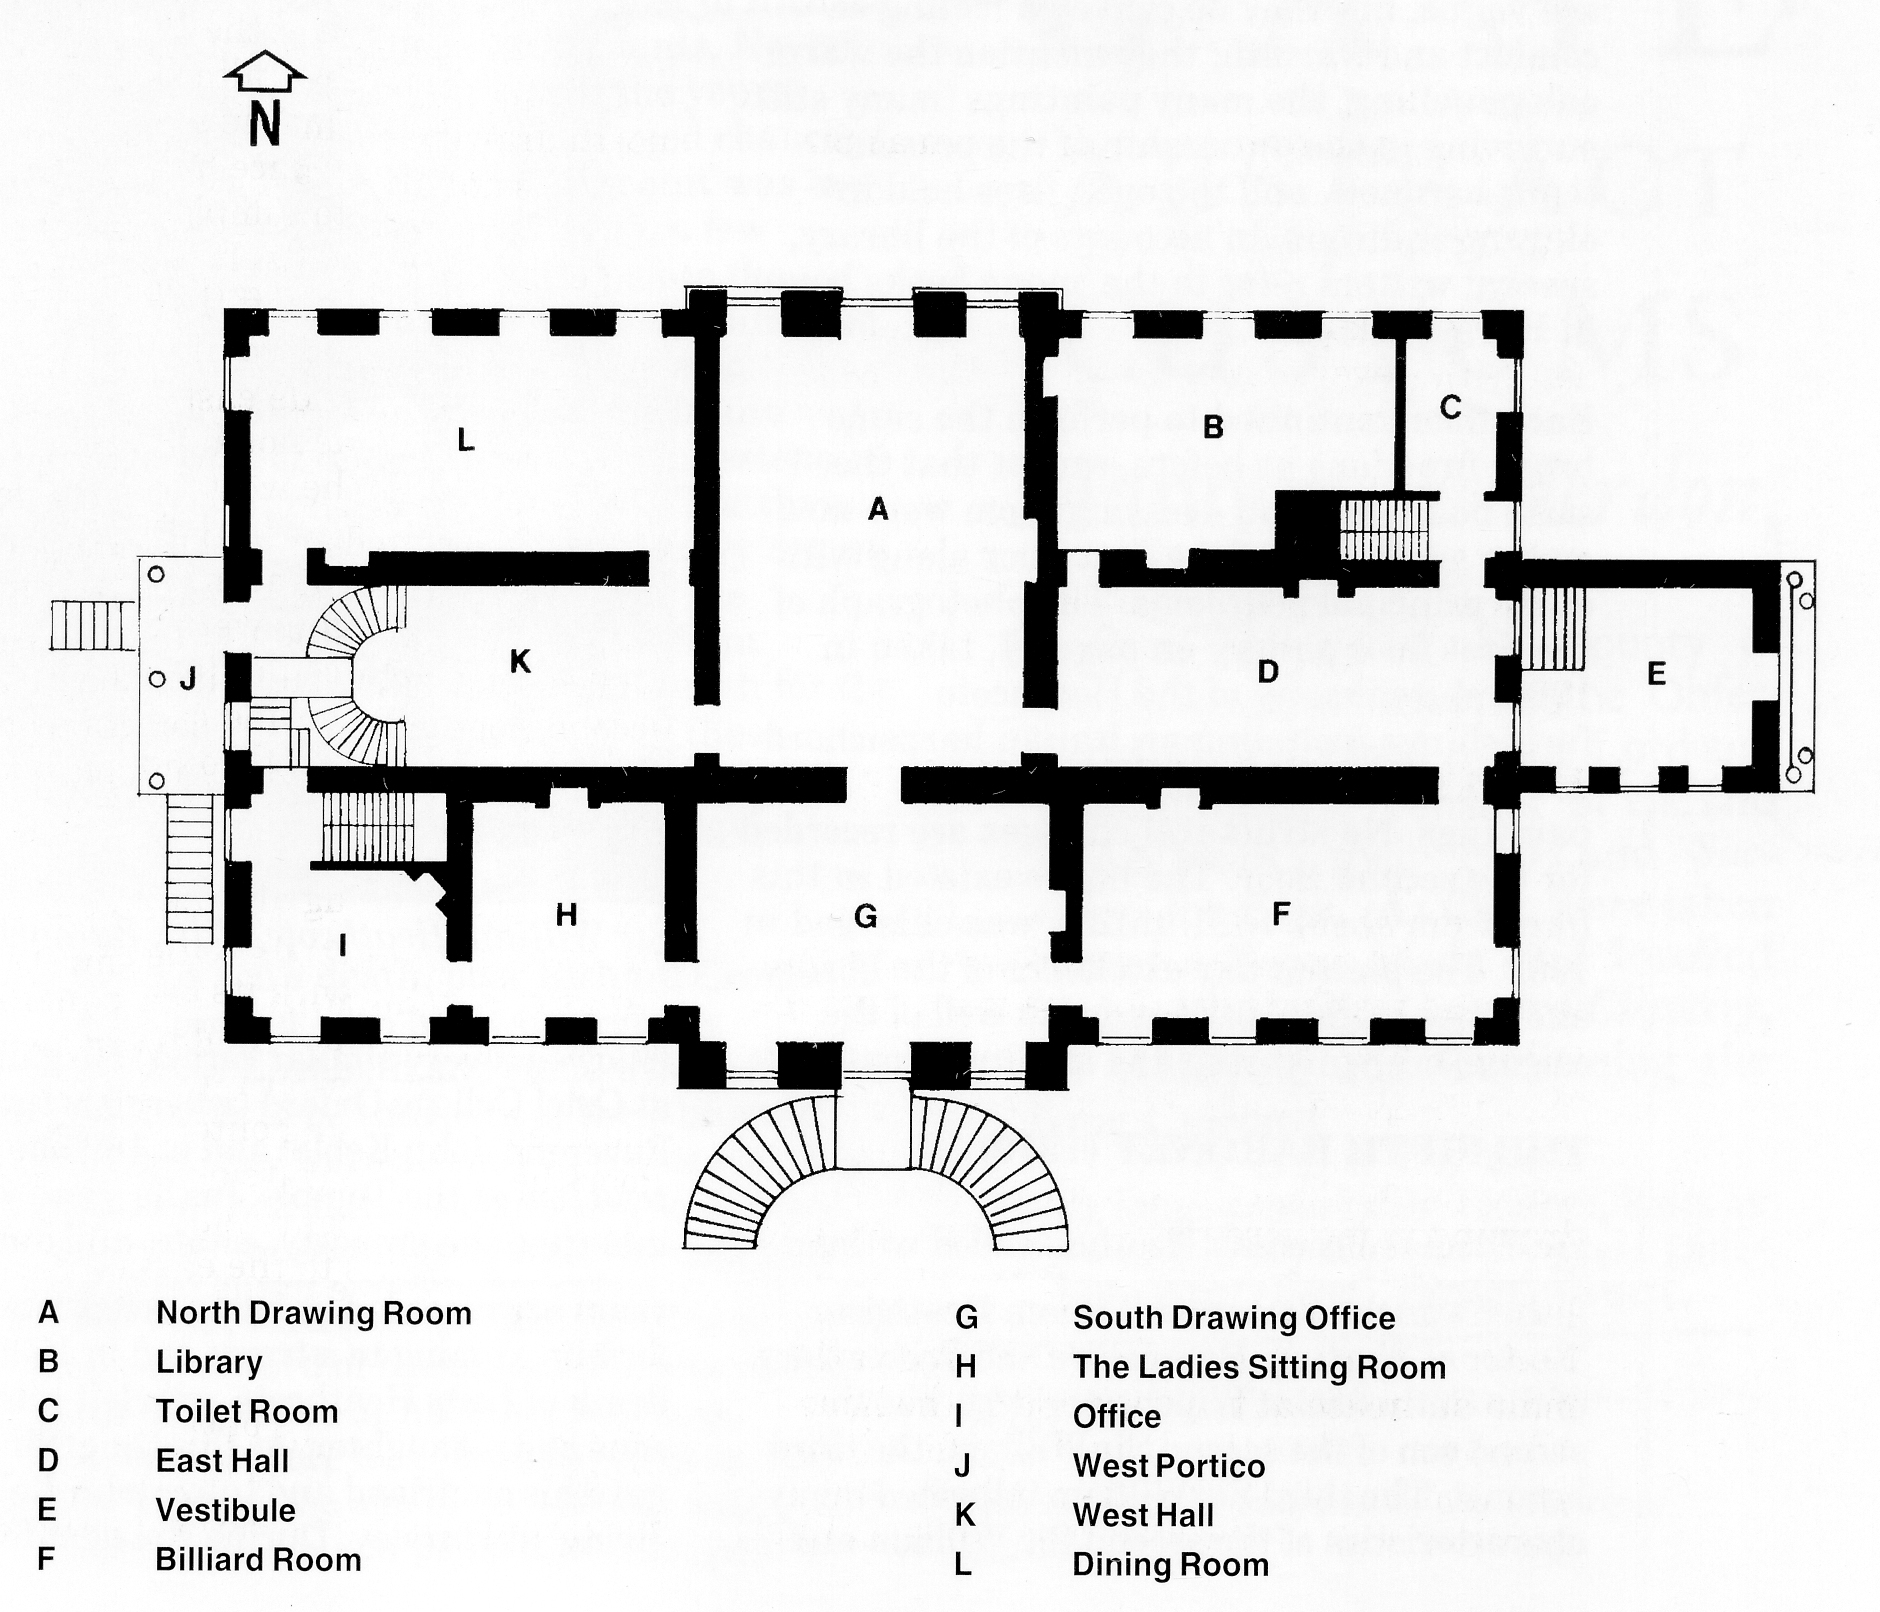 N
L
A
B
C
J
K
D
E
I
H
G
F
A North Drawing Room
B Library
C Toilet Room
D East Hall
E Vestibule
F Billiard Room
G South Drawing Office
H The Ladies Sitting Room
I Office
J West Portico
K West Hall
L Dining Room